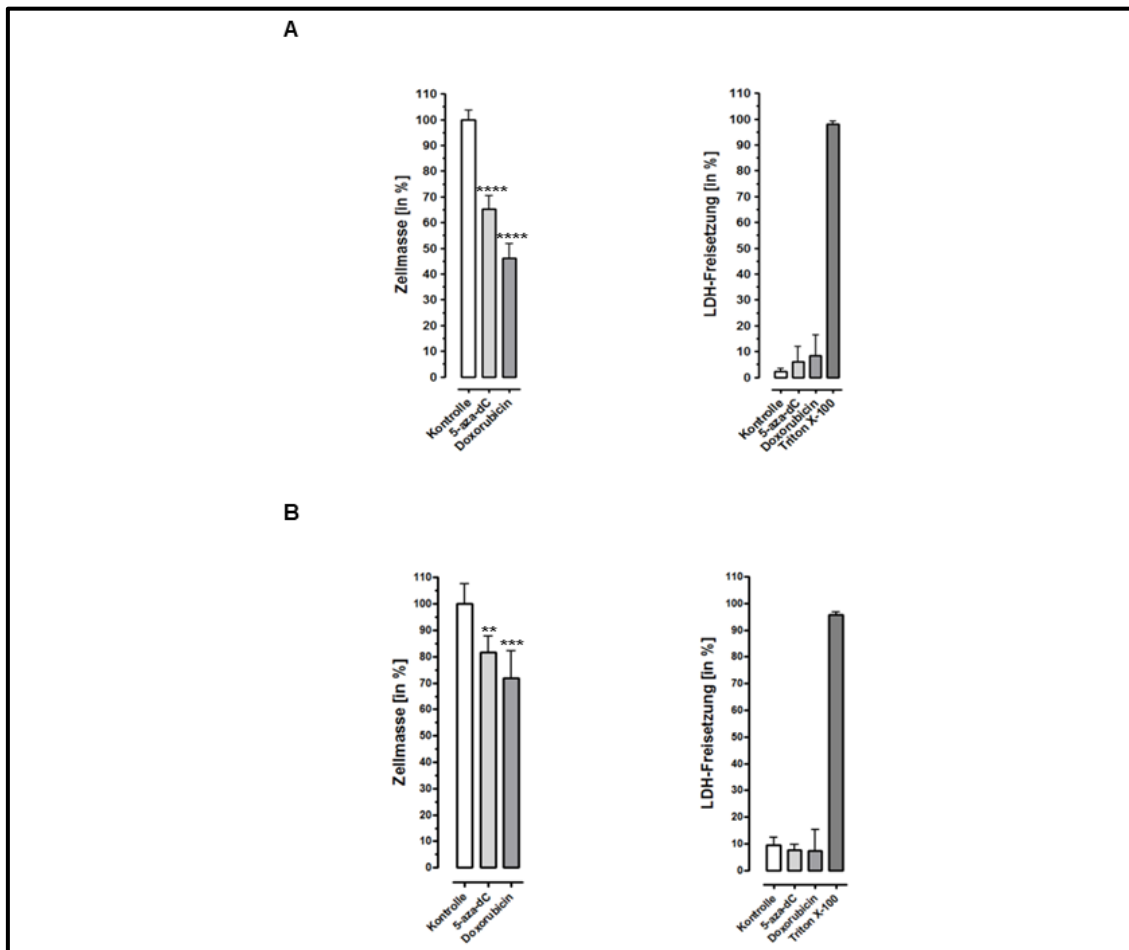 A
Zellmasse [in %]
110
100
90
80
70
60
50
40
30
20
10
0
****
****
Kontrolle
5-aza-dC
Doxorubicin
LDH-Freisetzung [in %]
110
100
90
80
70
60
50
40
30
20
10
0
Kontrolle
5-aza-dC
Doxorubicin
Triton X-100
B
Zellmasse [in %]
110
100
90
80
70
60
50
40
30
20
10
0
**
***
Kontrolle
5-aza-dC
Doxorubicin
LDH-Freisetzung [in %]
110
100
90
80
70
60
50
40
30
20
10
0
Kontrolle
5-aza-dC
Doxorubicin
Triton X-100